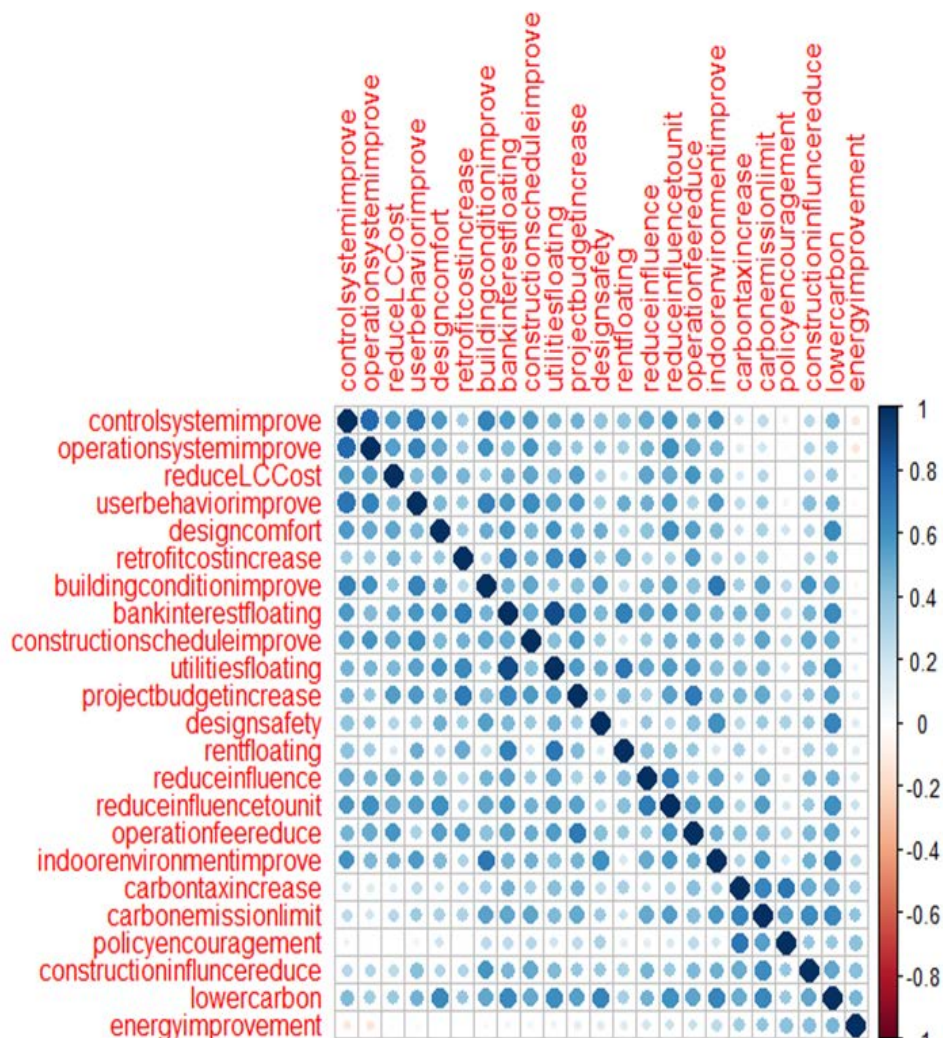 controlsystemimprove
operationsystemimprove
reduceLCCost
userbehaviorimprove
designcomfort
retrofitcostincrease
buildingconditionimprove
bankinterestfloating
constructionscheduleimprove
utilitiesfloating
projectbudgetincrease
designsafety
rentfloating
reduceinfluence
reduceinfluencetounit
operationfeereduce
indoorenvironmentimprove
carbontaxincrease
carbonemissionlimit
policyencouragement
constructioninfluncereduce
lowercarbon
energyimprovement
controlsystemimprove
operationsystemimprove
reduceLCCost
userbehaviorimprove
designcomfort
retrofitcostincrease
buildingconditionimprove
bankinterestfloating
constructionscheduleimprove
utilitiesfloating
projectbudgetincrease
designsafety
rentfloating
reduceinfluence
reduceinfluencetounit
operationfeereduce
indoorenvironmentimprove
carbontaxincrease
carbonemissionlimit
policyencouragement
constructioninfluncereduce
lowercarbon
energyimprovement
1
0.8
0.6
0.4
0.2
0
-0.2
-0.4
-0.6
-0.8
-1